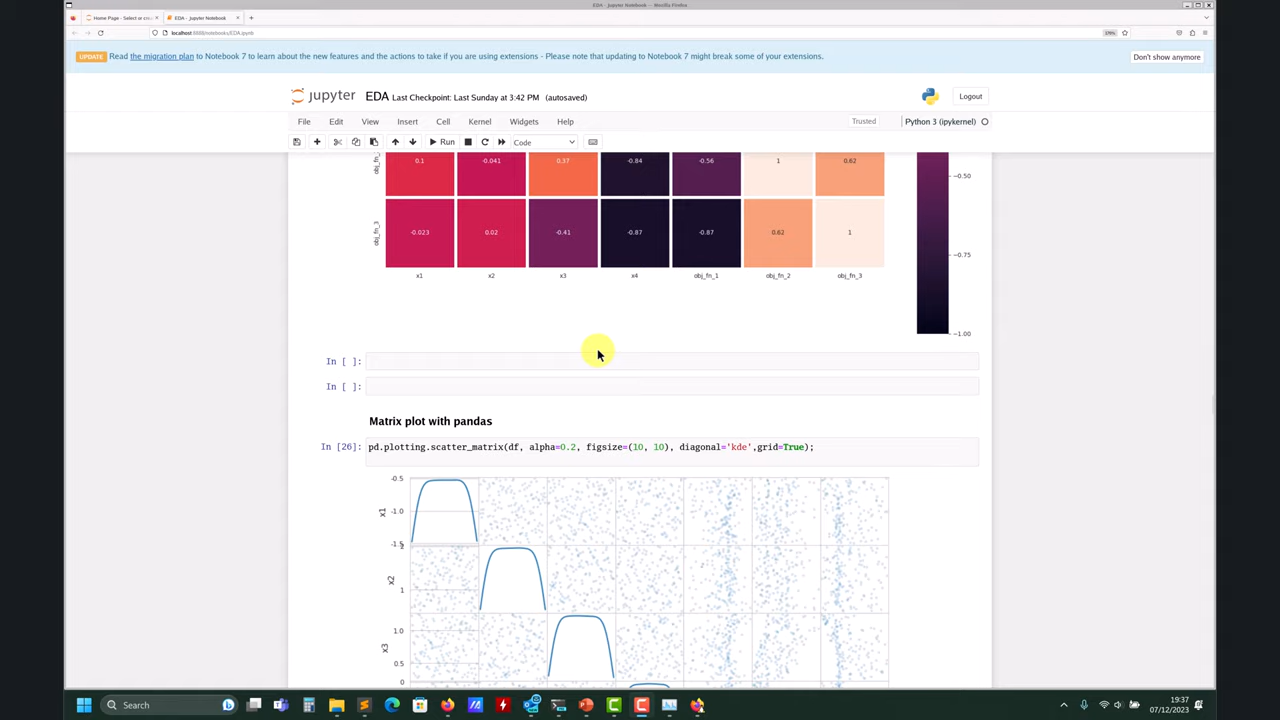 EDA - Jupyter Notebook — Mozilla Firefox
Home Page - Select or cre
EDA - Jupyter Notebook
localhost:8888/notebooks/EDA.ipynb
UPDATE Read the migration plan to Notebook 7 to learn about the new features and the actions to take if you are using extensions - Please note that updating to Notebook 7 might break some of your extensions.
Don't show anymore
jupyter EDA Last Checkpoint: Last Sunday at 3:42 PM (autosaved)
Logout
File Edit View Insert Cell Kernel Widgets Help
Trusted
Python 3 (ipykernel)
Run
Code
obj_fn_
0.1 -0.041 0.37 -0.84 -0.56 1 0.62
−0.50
obj_fn_3
-0.023 0.02 -0.41 -0.87 -0.87 0.62 1
−0.75
x1 x2 x3 x4 obj_fn_1 obj_fn_2 obj_fn_3
−1.00
In [ ]:
In [ ]:
Matrix plot with pandas
In [26]: pd.plotting.scatter_matrix(df, alpha=0.2, figsize=(10, 10), diagonal='kde',grid=True);
-0.5
x1
-1.0
-1.5
x2
1
1.0
x3
0.5
Search
19:37
07/12/2023